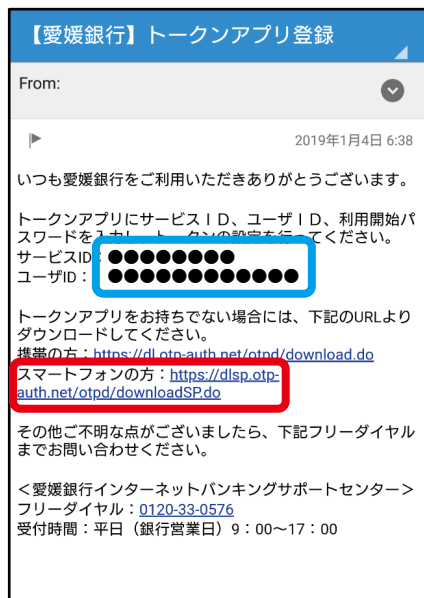 【愛媛銀行】トークンアプリ登録
From:
2019年1月4日 6:38
いつも愛媛銀行をご利用いただきありがとうございます。
トークンアプリにサービスＩＤ、ユーザＩＤ、利用開始パ
スワードを入力し、トークンの設定を行ってください。
サービスID：●●●●●●●●
ユーザID：●●●●●●●●●●●●
トークンアプリをお持ちでない場合には、下記のURLより
ダウンロードしてください。
携帯の方：https://dl.otp-auth.net/otpd/download.do
スマートフォンの方：https://dlsp.otp-
auth.net/otpd/downloadSP.do
その他ご不明な点がございましたら、下記フリーダイヤル
までお問い合わせください。
＜愛媛銀行インターネットバンキングサポートセンター＞
フリーダイヤル：0120-33-0576
受付時間：平日（銀行営業日）9：00～17：00